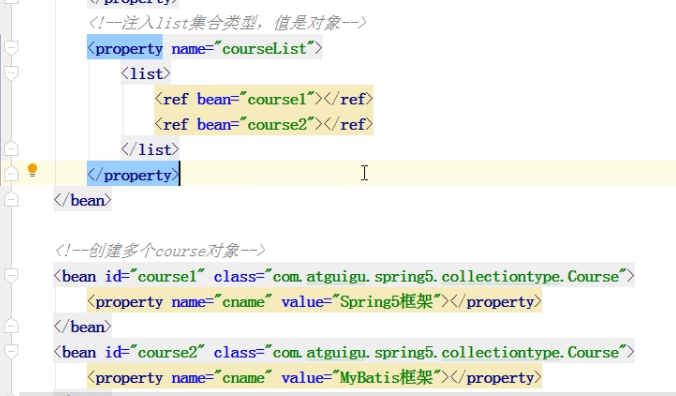 </property>
<!--注入list集合类型，值是对象-->
<property name="courseList">
<list>
<ref bean="course1"></ref>
<ref bean="course2"></ref>
</list>
</property>
</bean>
<!--创建多个course对象-->
<bean id="course1" class="com.atguigu.spring5.collectiontype.Course">
<property name="cname" value="Spring5框架"></property>
</bean>
<bean id="course2" class="com.atguigu.spring5.collectiontype.Course">
<property name="cname" value="MyBatis框架"></property>